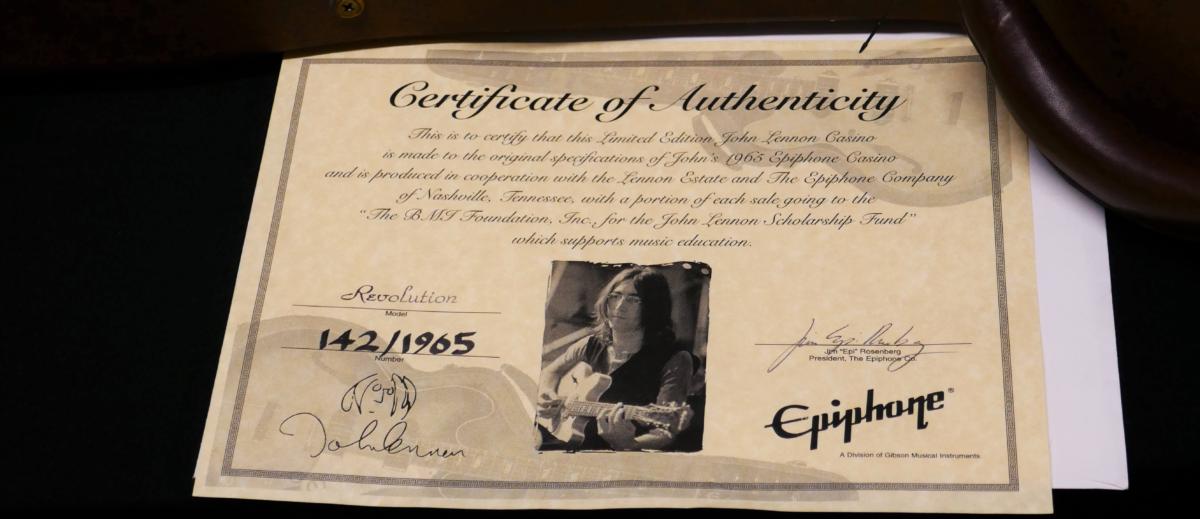 Certificate of Authenticity
This is to certify that this Limited Edition John Lennon Casino
is made to the original specifications of John's 1965 Epiphone Casino
and is produced in cooperation with the Lennon Estate and The Epiphone Company
of Nashville, Tennessee, with a portion of each sale going to the
"The B.M.I Foundation, Inc., for the John Lennon Scholarship Fund"
which supports music education.
Revolution
Model
142/1965
Number
John Lennon
Jim "Epi" Rosenberg
President, The Epiphone Co.
Epiphone®
A Division of Gibson Musical Instruments